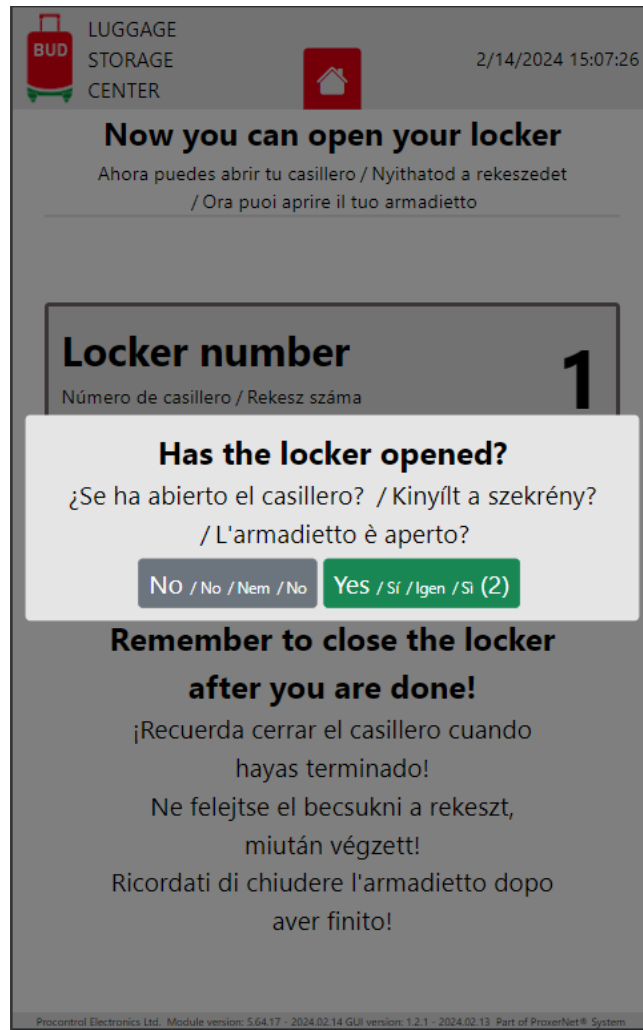 BUD
LUGGAGE
STORAGE
CENTER
2/14/2024 15:07:26
Now you can open your locker
Ahora puedes abrir tu casillero / Nyithatod a rekeszedet
/ Ora puoi aprire il tuo armadietto
Locker number
1
Número de casillero / Rekesz száma
Has the locker opened?
¿Se ha abierto el casillero? / Kinyílt a szekrény?
/ L'armadietto è aperto?
No / No / Nem / No
Yes / Sí / Igen / Sì (2)
Remember to close the locker
after you are done!
¡Recuerda cerrar el casillero cuando
hayas terminado!
Ne felejtse el becsukni a rekeszt,
miután végzett!
Ricordati di chiudere l'armadietto dopo
aver finito!
Procontrol Electronics Ltd. Module version: 5.64.17 - 2024.02.14 GUI version: 1.2.1 - 2024.02.13 Part of ProxerNet® System